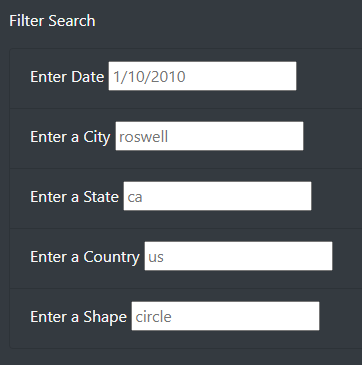 Filter Search
Enter Date 1/10/2010
Enter a City roswell
Enter a State ca
Enter a Country us
Enter a Shape circle